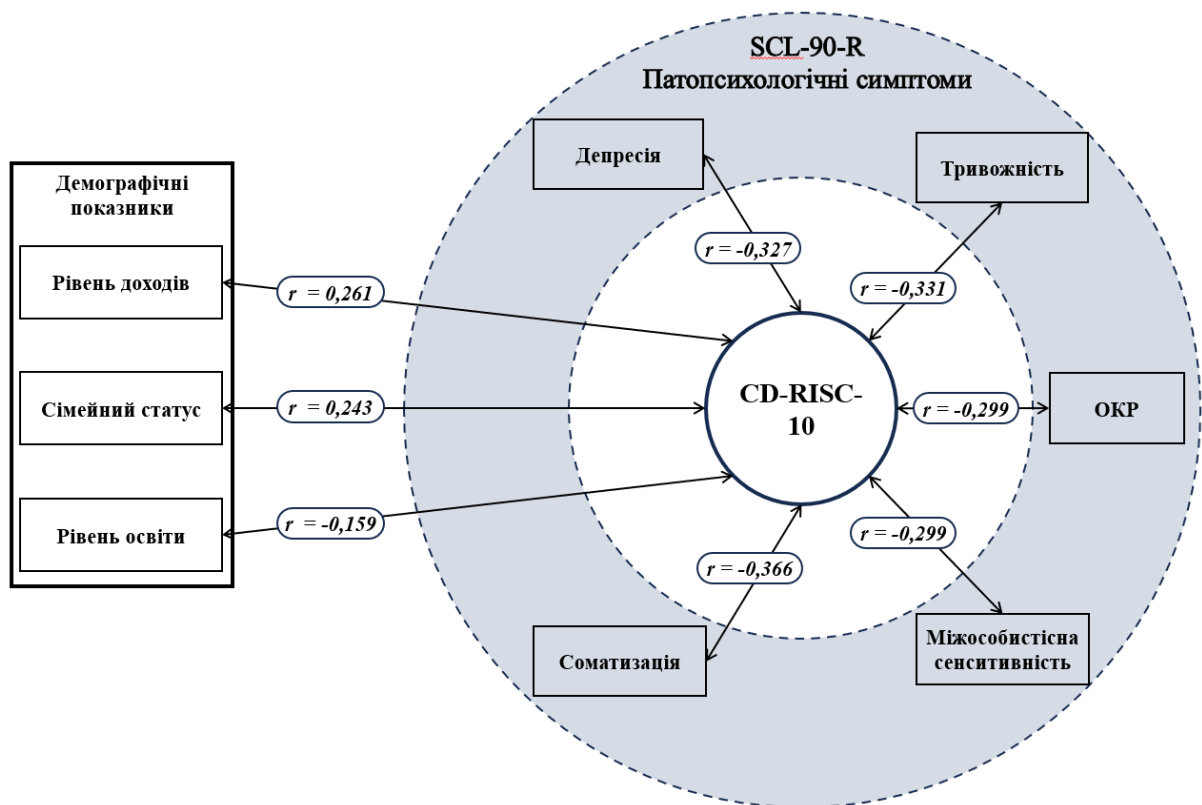 SCL-90-R
Патопсихологічні симптоми
Депресія
Тривожність
Демографічні
показники
Рівень доходів
r = 0,261
r = -0,327
r = -0,331
Сімейний статус
r = 0,243
CD-RISC-
10
r = -0,299
ОКР
Рівень освіти
r = -0,159
r = -0,366
r = -0,299
Соматизація
Міжособистісна
сенситивність